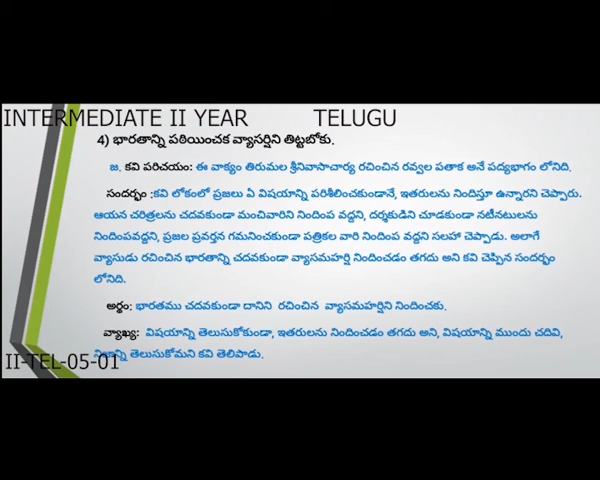 INTERMEDIATE II YEAR TELUGU
4) భారతాన్ని పఠియించక వ్యాసర్షిని తిట్టబోకు.
జ. కవి పరిచయం: ఈ వాక్యం తిరుమల శ్రీనివాసాచార్య రచించిన రవ్వల పతాక అనే పద్యభాగం లోనిది.
సందర్భం :కవి లోకంలో ప్రజలు ఏ విషయాన్ని పరిశీలించకుండానే, ఇతరులను నిందిస్తూ ఉన్నారని చెప్పారు.
ఆయన చరిత్రలను చదవకుండా మంచివారిని నిందింప వద్దని, దర్శకుడిని చూడకుండా నటీనటులను
నిందింపవద్దని, ప్రజల ప్రవర్తన గమనించకుండా పత్రికల వారి నిందింప వద్దని సలహా చెప్పాడు. అలాగే
వ్యాసుడు రచించిన భారతాన్ని చదవకుండా వ్యాసమహర్షి నిందించడం తగదు అని కవి చెప్పిన సందర్భం
లోనిది.
అర్థం: భారతము చదవకుండా దానిని రచించిన వ్యాసమహర్షిని నిందించకు.
వ్యాఖ్య: విషయాన్ని తెలుసుకోకుండా, ఇతరులను నిందించడం తగదు అని, విషయాన్ని ముందు చదివి,
తెలుసుకోమని కవి తెలిపాడు.
II-TEL-05-01